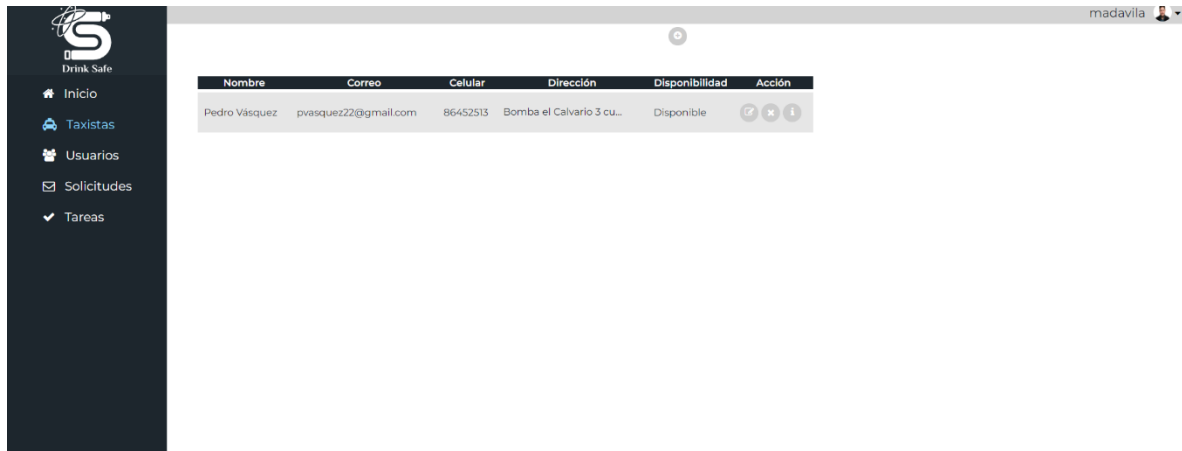 madavila
Drink Safe
Inicio
Taxistas
Usuarios
Solicitudes
Tareas
Nombre Correo Celular Dirección Disponibilidad Acción
Pedro Vásquez pvasquez22@gmail.com 86452513 Bomba el Calvario 3 cu... Disponible